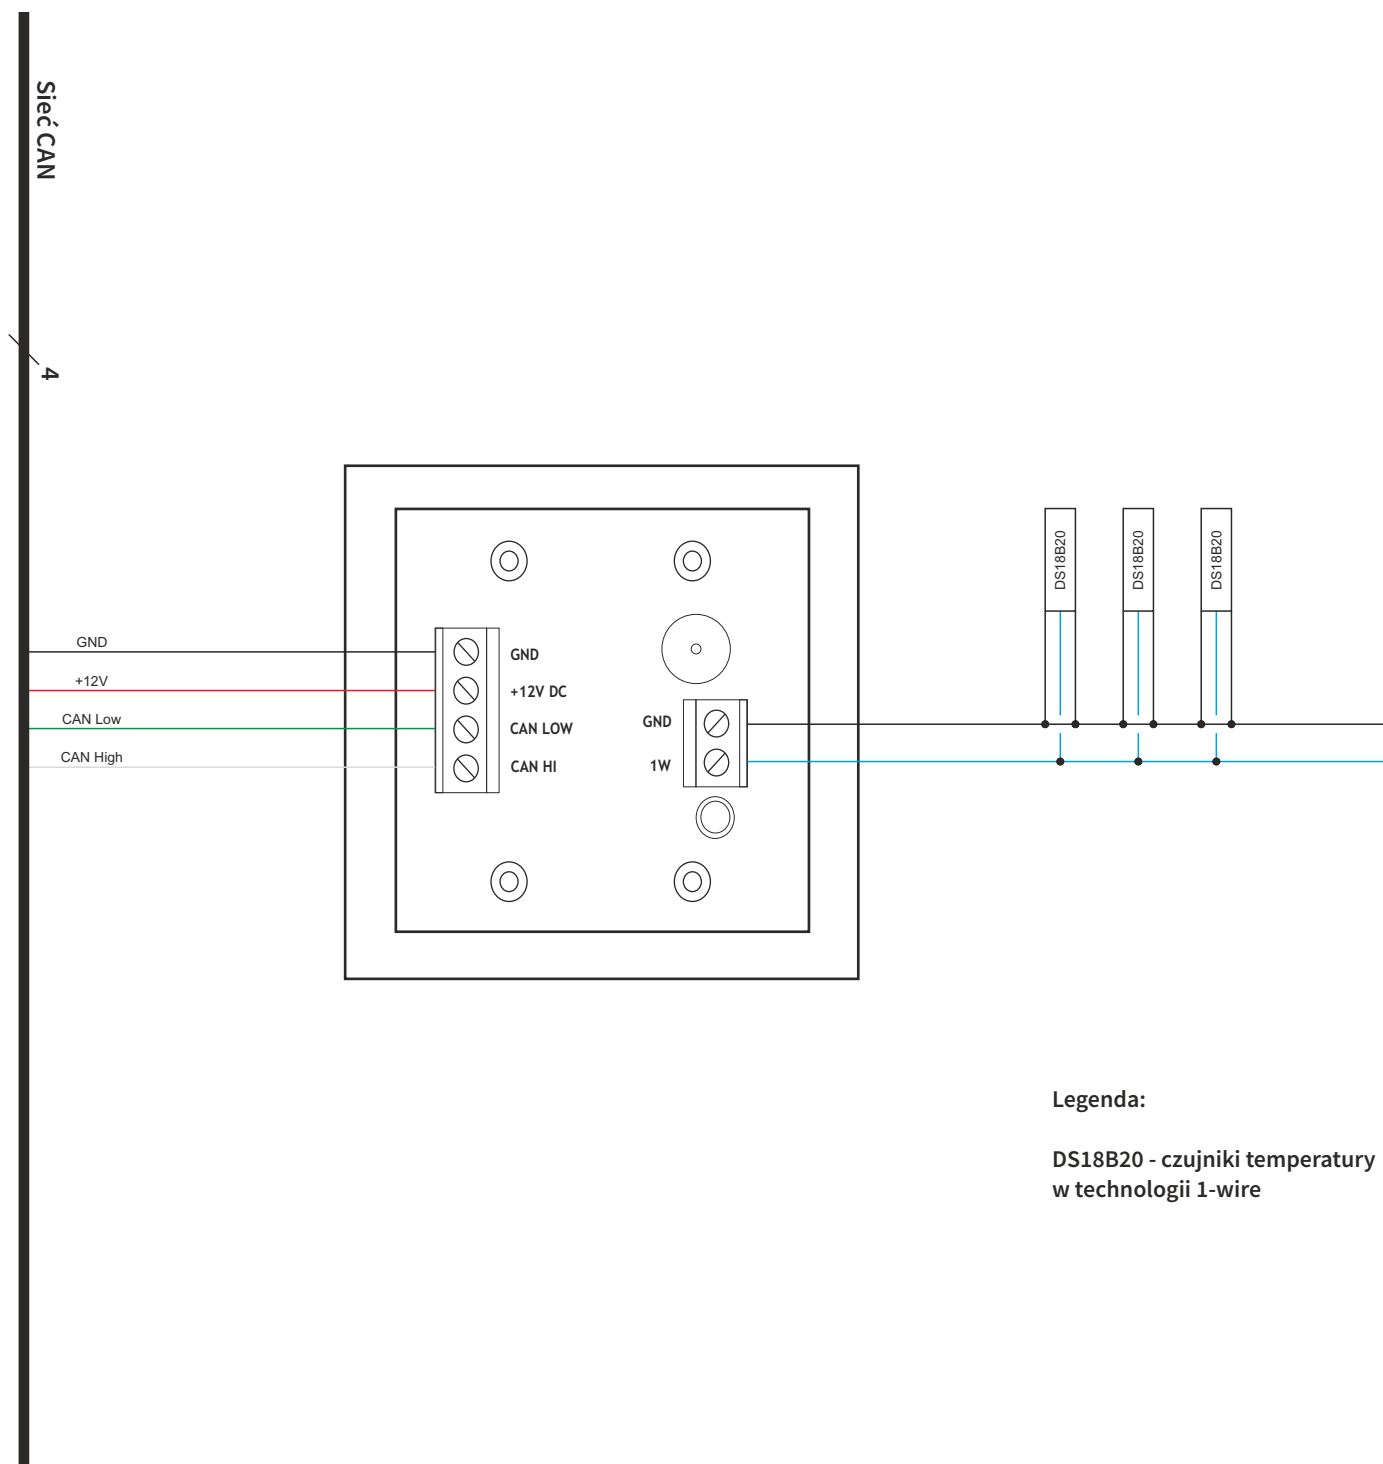 Sieć CAN
4
DS18B20
DS18B20
DS18B20
GND
+12V
CAN Low
CAN High
GND
+12V DC
CAN LOW
CAN HI
GND
1W
Legenda:
DS18B20 - czujniki temperatury
w technologii 1-wire